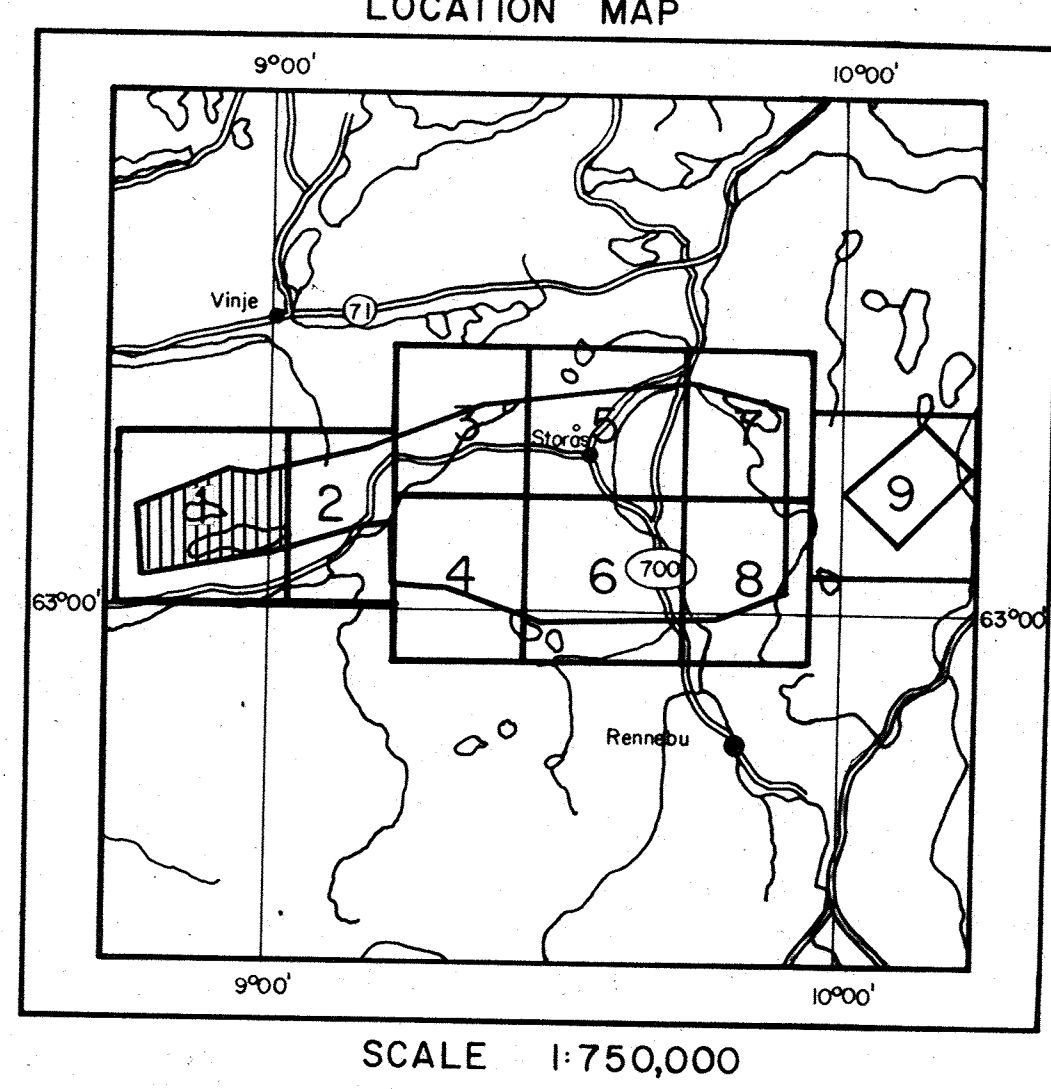 LOCATION MAP
9°00' 10°00'
Vinje 71
3 5 7
Storås
1 2 9
4 6 700 8
63°00' 63°00'
Rennebu
9°00' 10°00'
SCALE 1:750,000